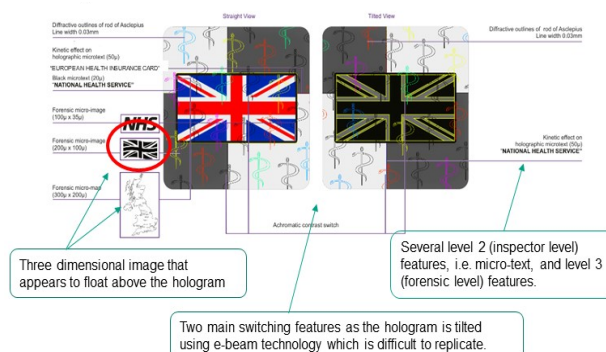 Straight View
Tilted View
Diffractive outlines of rod of Asclepius
Line width 0.03mm
Kinetic effect on
holographic microtext (50μ)
"EUROPEAN HEALTH INSURANCE CARD"
Black microtext (20μ)
"NATIONAL HEALTH SERVICE"
Forensic micro-image
(100μ x 35μ)
NHS
Forensic micro-image
(200μ x 100μ)
Forensic micro-map
(300μ x 200μ)
Diffractive outlines of rod of Asclepius
Line width 0.03mm
Kinetic effect on
holographic microtext (50μ)
"NATIONAL HEALTH SERVICE"
Achromatic contrast switch
Three dimensional image that
appears to float above the hologram
Several level 2 (inspector level)
features, i.e. micro-text, and level 3
(forensic level) features.
Two main switching features as the hologram is tilted
using e-beam technology which is difficult to replicate.